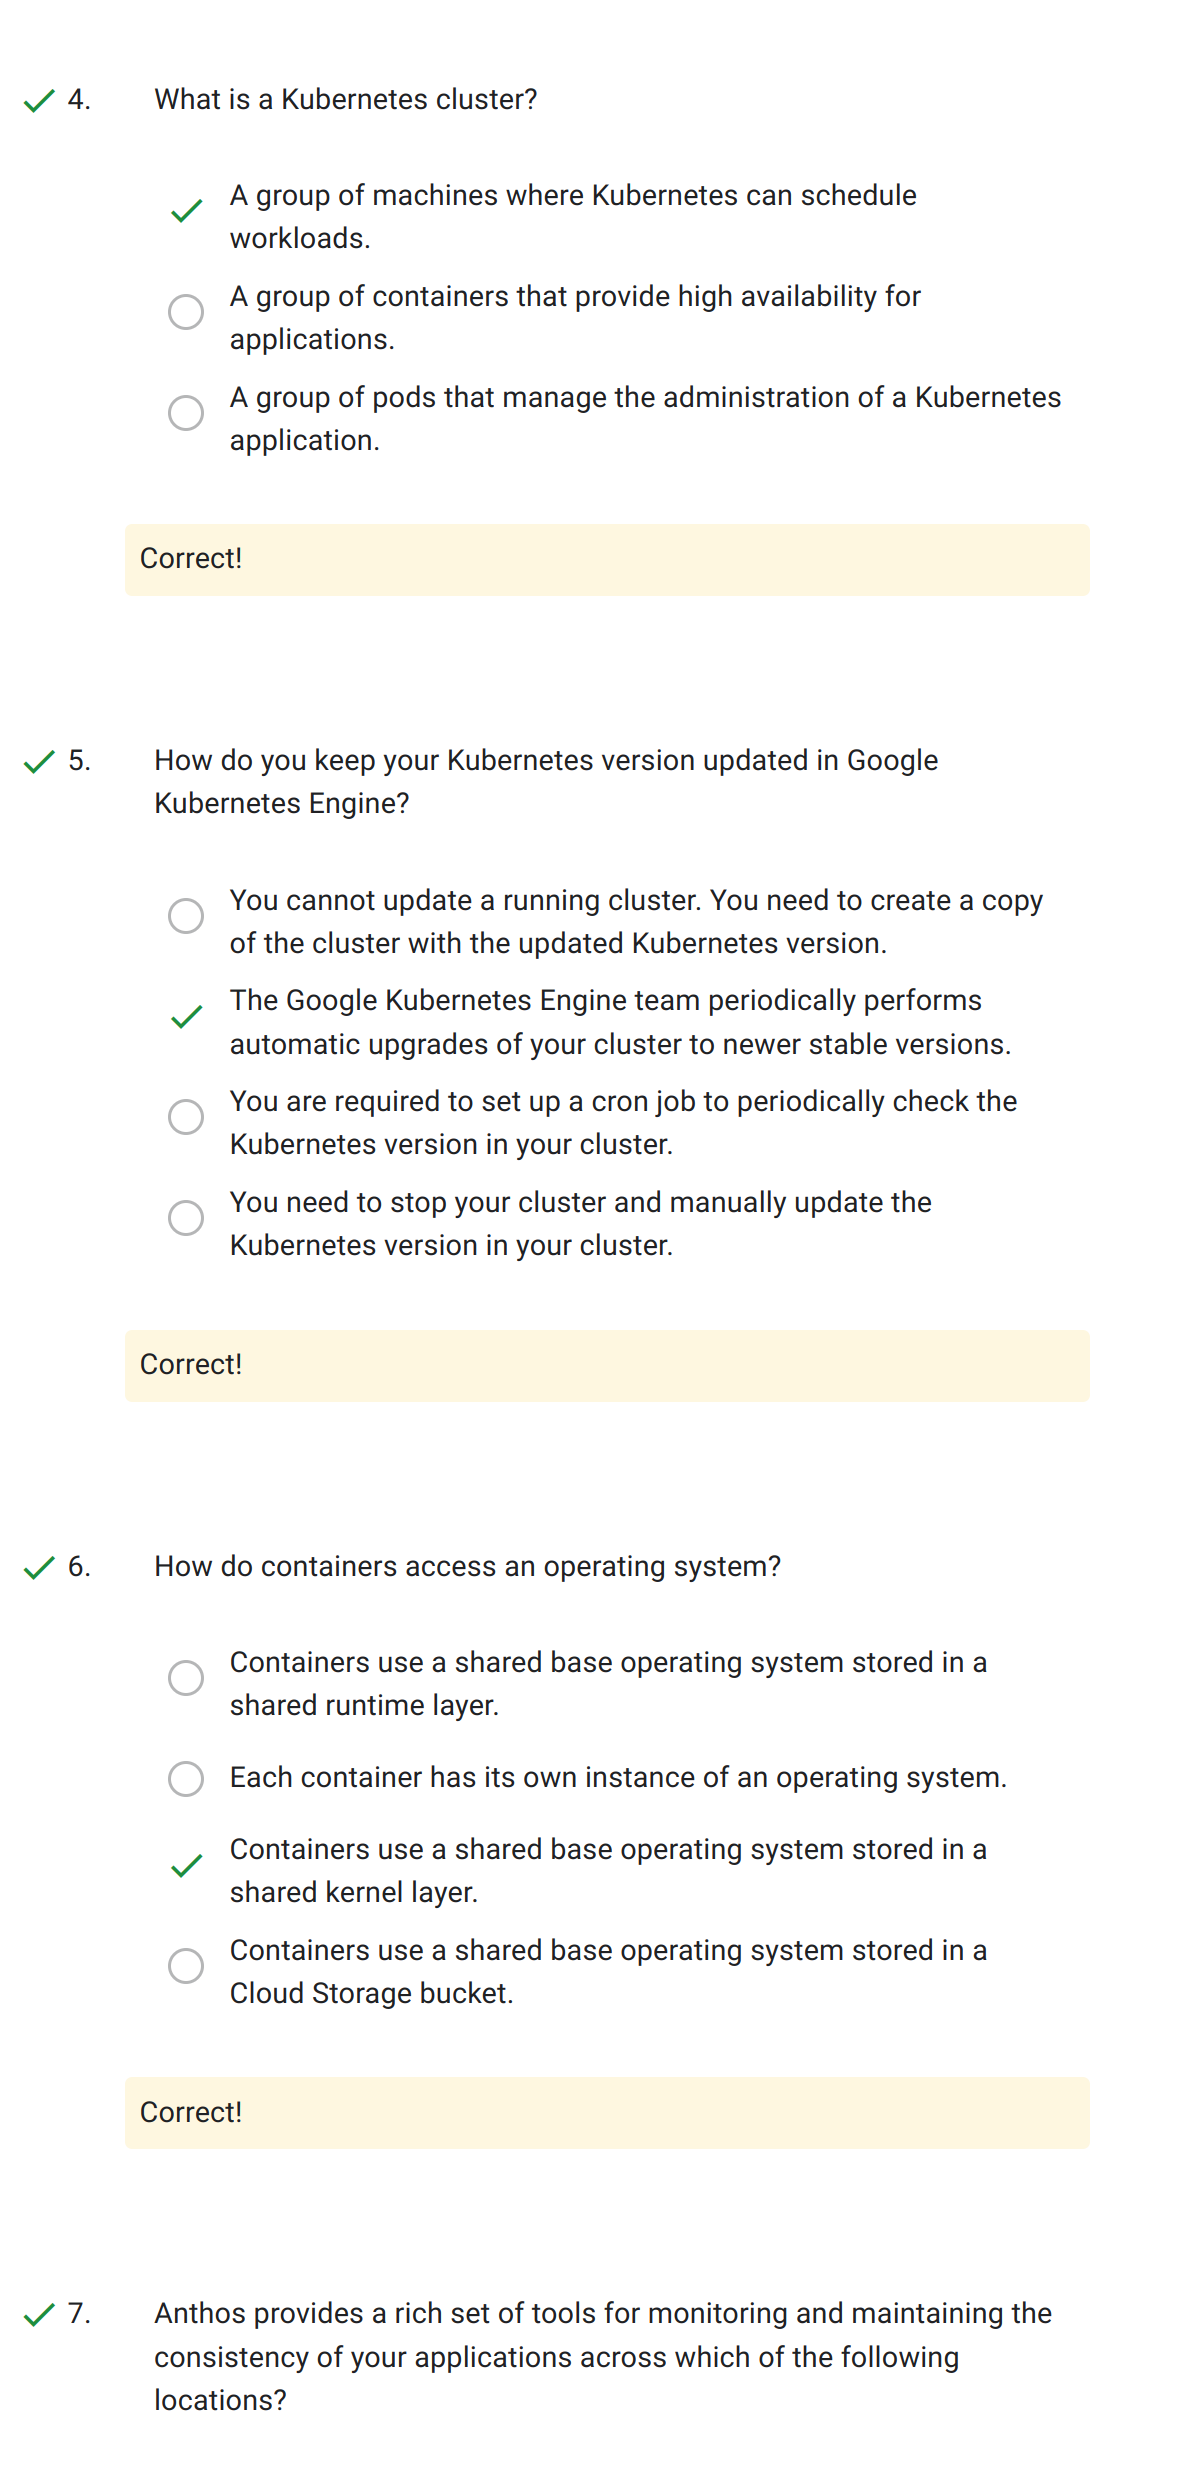 4. What is a Kubernetes cluster?
A group of machines where Kubernetes can schedule
workloads.
A group of containers that provide high availability for
applications.
A group of pods that manage the administration of a Kubernetes
application.
Correct!
5. How do you keep your Kubernetes version updated in Google
Kubernetes Engine?
You cannot update a running cluster. You need to create a copy
of the cluster with the updated Kubernetes version.
The Google Kubernetes Engine team periodically performs
automatic upgrades of your cluster to newer stable versions.
You are required to set up a cron job to periodically check the
Kubernetes version in your cluster.
You need to stop your cluster and manually update the
Kubernetes version in your cluster.
Correct!
6. How do containers access an operating system?
Containers use a shared base operating system stored in a
shared runtime layer.
Each container has its own instance of an operating system.
Containers use a shared base operating system stored in a
shared kernel layer.
Containers use a shared base operating system stored in a
Cloud Storage bucket.
Correct!
7. Anthos provides a rich set of tools for monitoring and maintaining the
consistency of your applications across which of the following
locations?